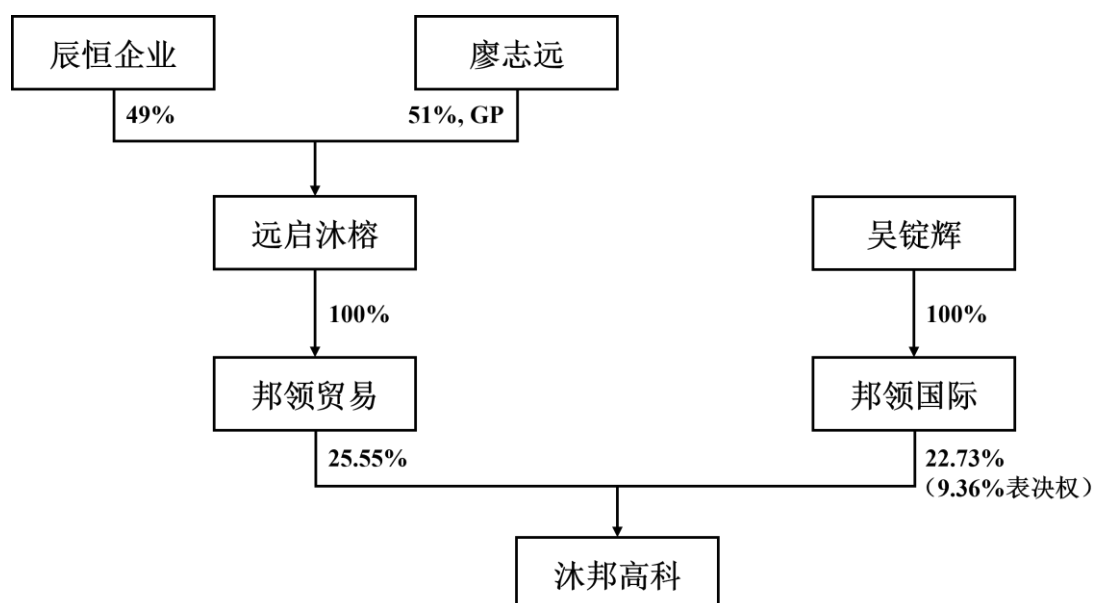 辰恒企业
廖志远
49%
51%, GP
远启沐榕
吴锭辉
100%
100%
邦领贸易
邦领国际
25.55%
22.73%
（9.36%表决权）
沐邦高科